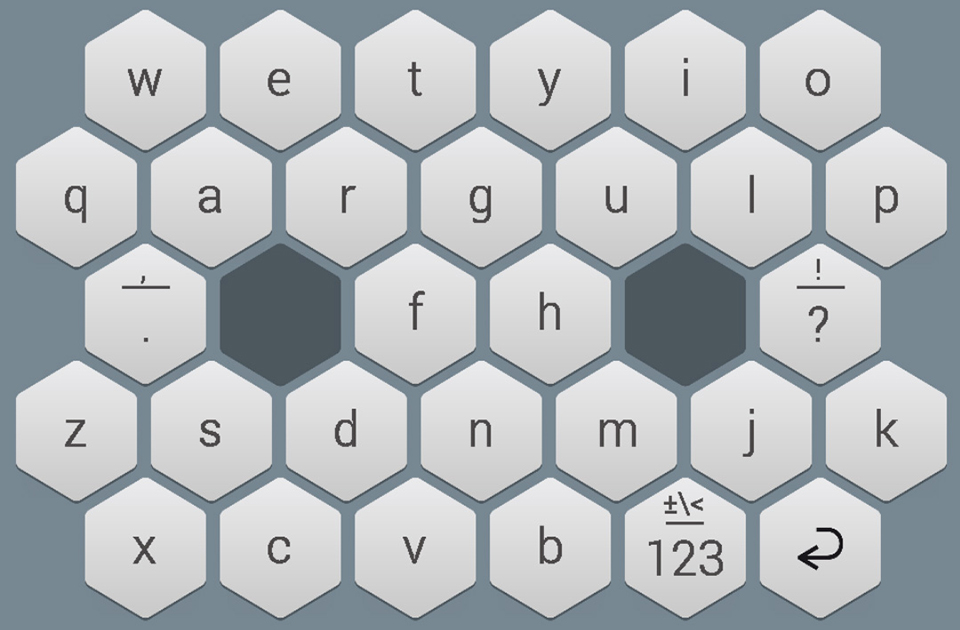 w e t y i o
q a r g u l p
,
. f h
!
?
z s d n m j k
x c v b
±\<
123